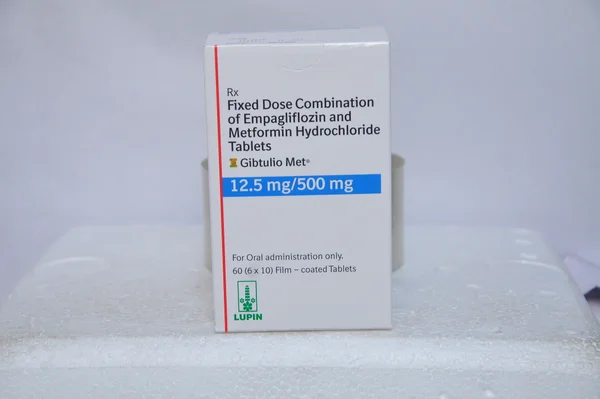 Rx
Fixed Dose Combination
of Empagliflozin and
Metformin Hydrochloride
Tablets
Gibtulio Met®
12.5 mg/500 mg
For Oral administration only.
60 (6 x 10) Film – coated Tablets
LUPIN